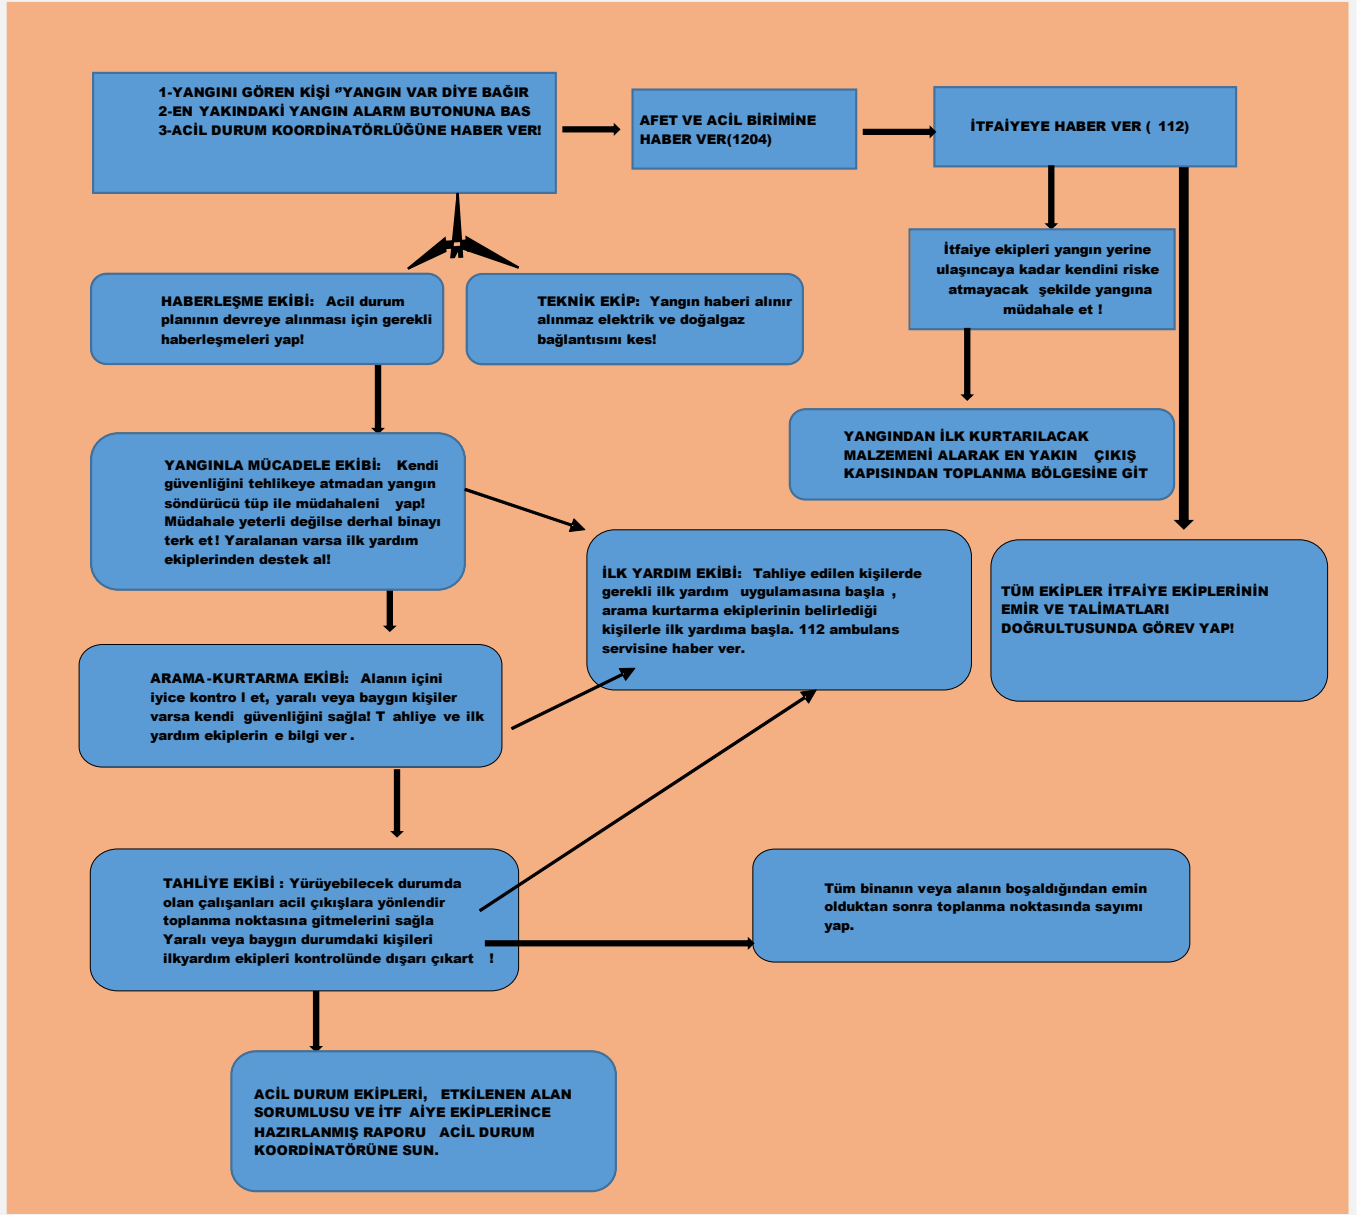 1-YANGINI GÖREN KİŞİ “YANGIN VAR DİYE BAĞIR
2-EN YAKINDAKİ YANGIN ALARM BUTONUNA BAS
3-ACİL DURUM KOORDİNATÖRLÜĞÜNE HABER VER!
AFET VE ACİL BİRİMİNE
HABER VER(1204)
İTFAİYEYE HABER VER ( 112)
İtfaiye ekipleri yangın yerine
ulaşıncaya kadar kendini riske
atmayacak şekilde yangına
müdahale et !
HABERLEŞME EKİBİ: Acil durum
planının devreye alınması için gerekli
haberleşmeleri yap!
TEKNİK EKİP: Yangın haberi alınır
alınmaz elektrik ve doğalgaz
bağlantısını kes!
YANGINDAN İLK KURTARILACAK
MALZEMENİ ALARAK EN YAKIN ÇIKIŞ
KAPISINDAN TOPLANMA BÖLGESİNE GİT
YANGINLA MÜCADELE EKİBİ: Kendi
güvenliğini tehlikeye atmadan yangın
söndürücü tüp ile müdahaleni yap!
Müdahale yeterli değilse derhal binayı
terk et! Yaralanan varsa ilk yardım
ekiplerinden destek al!
İLK YARDIM EKİBİ: Tahliye edilen kişilerde
gerekli ilk yardım uygulamasına başla ,
arama kurtarma ekiplerinin belirlediği
kişilerle ilk yardıma başla. 112 ambulans
servisine haber ver.
TÜM EKİPLER İTFAİYE EKİPLERİNİN
EMİR VE TALİMATLARI
DOĞRULTUSUNDA GÖREV YAP!
ARAMA-KURTARMA EKİBİ: Alanın içini
iyice kontro l et, yaralı veya baygın kişiler
varsa kendi güvenliğini sağla! T ahliye ve ilk
yardım ekiplerin e bilgi ver .
TAHLİYE EKİBİ : Yürüyebilecek durumda
olan çalışanları acil çıkışlara yönlendir
toplanma noktasına gitmelerini sağla
Yaralı veya baygın durumdaki kişileri
ilkyardım ekipleri kontrolünde dışarı çıkart !
Tüm binanın veya alanın boşaldığından emin
olduktan sonra toplanma noktasında sayımı
yap.
ACİL DURUM EKİPLERİ, ETKİLENEN ALAN
SORUMLUSU VE İTF AİYE EKİPLERİNCE
HAZIRLANMIŞ RAPORU ACİL DURUM
KOORDİNATÖRÜNE SUN.